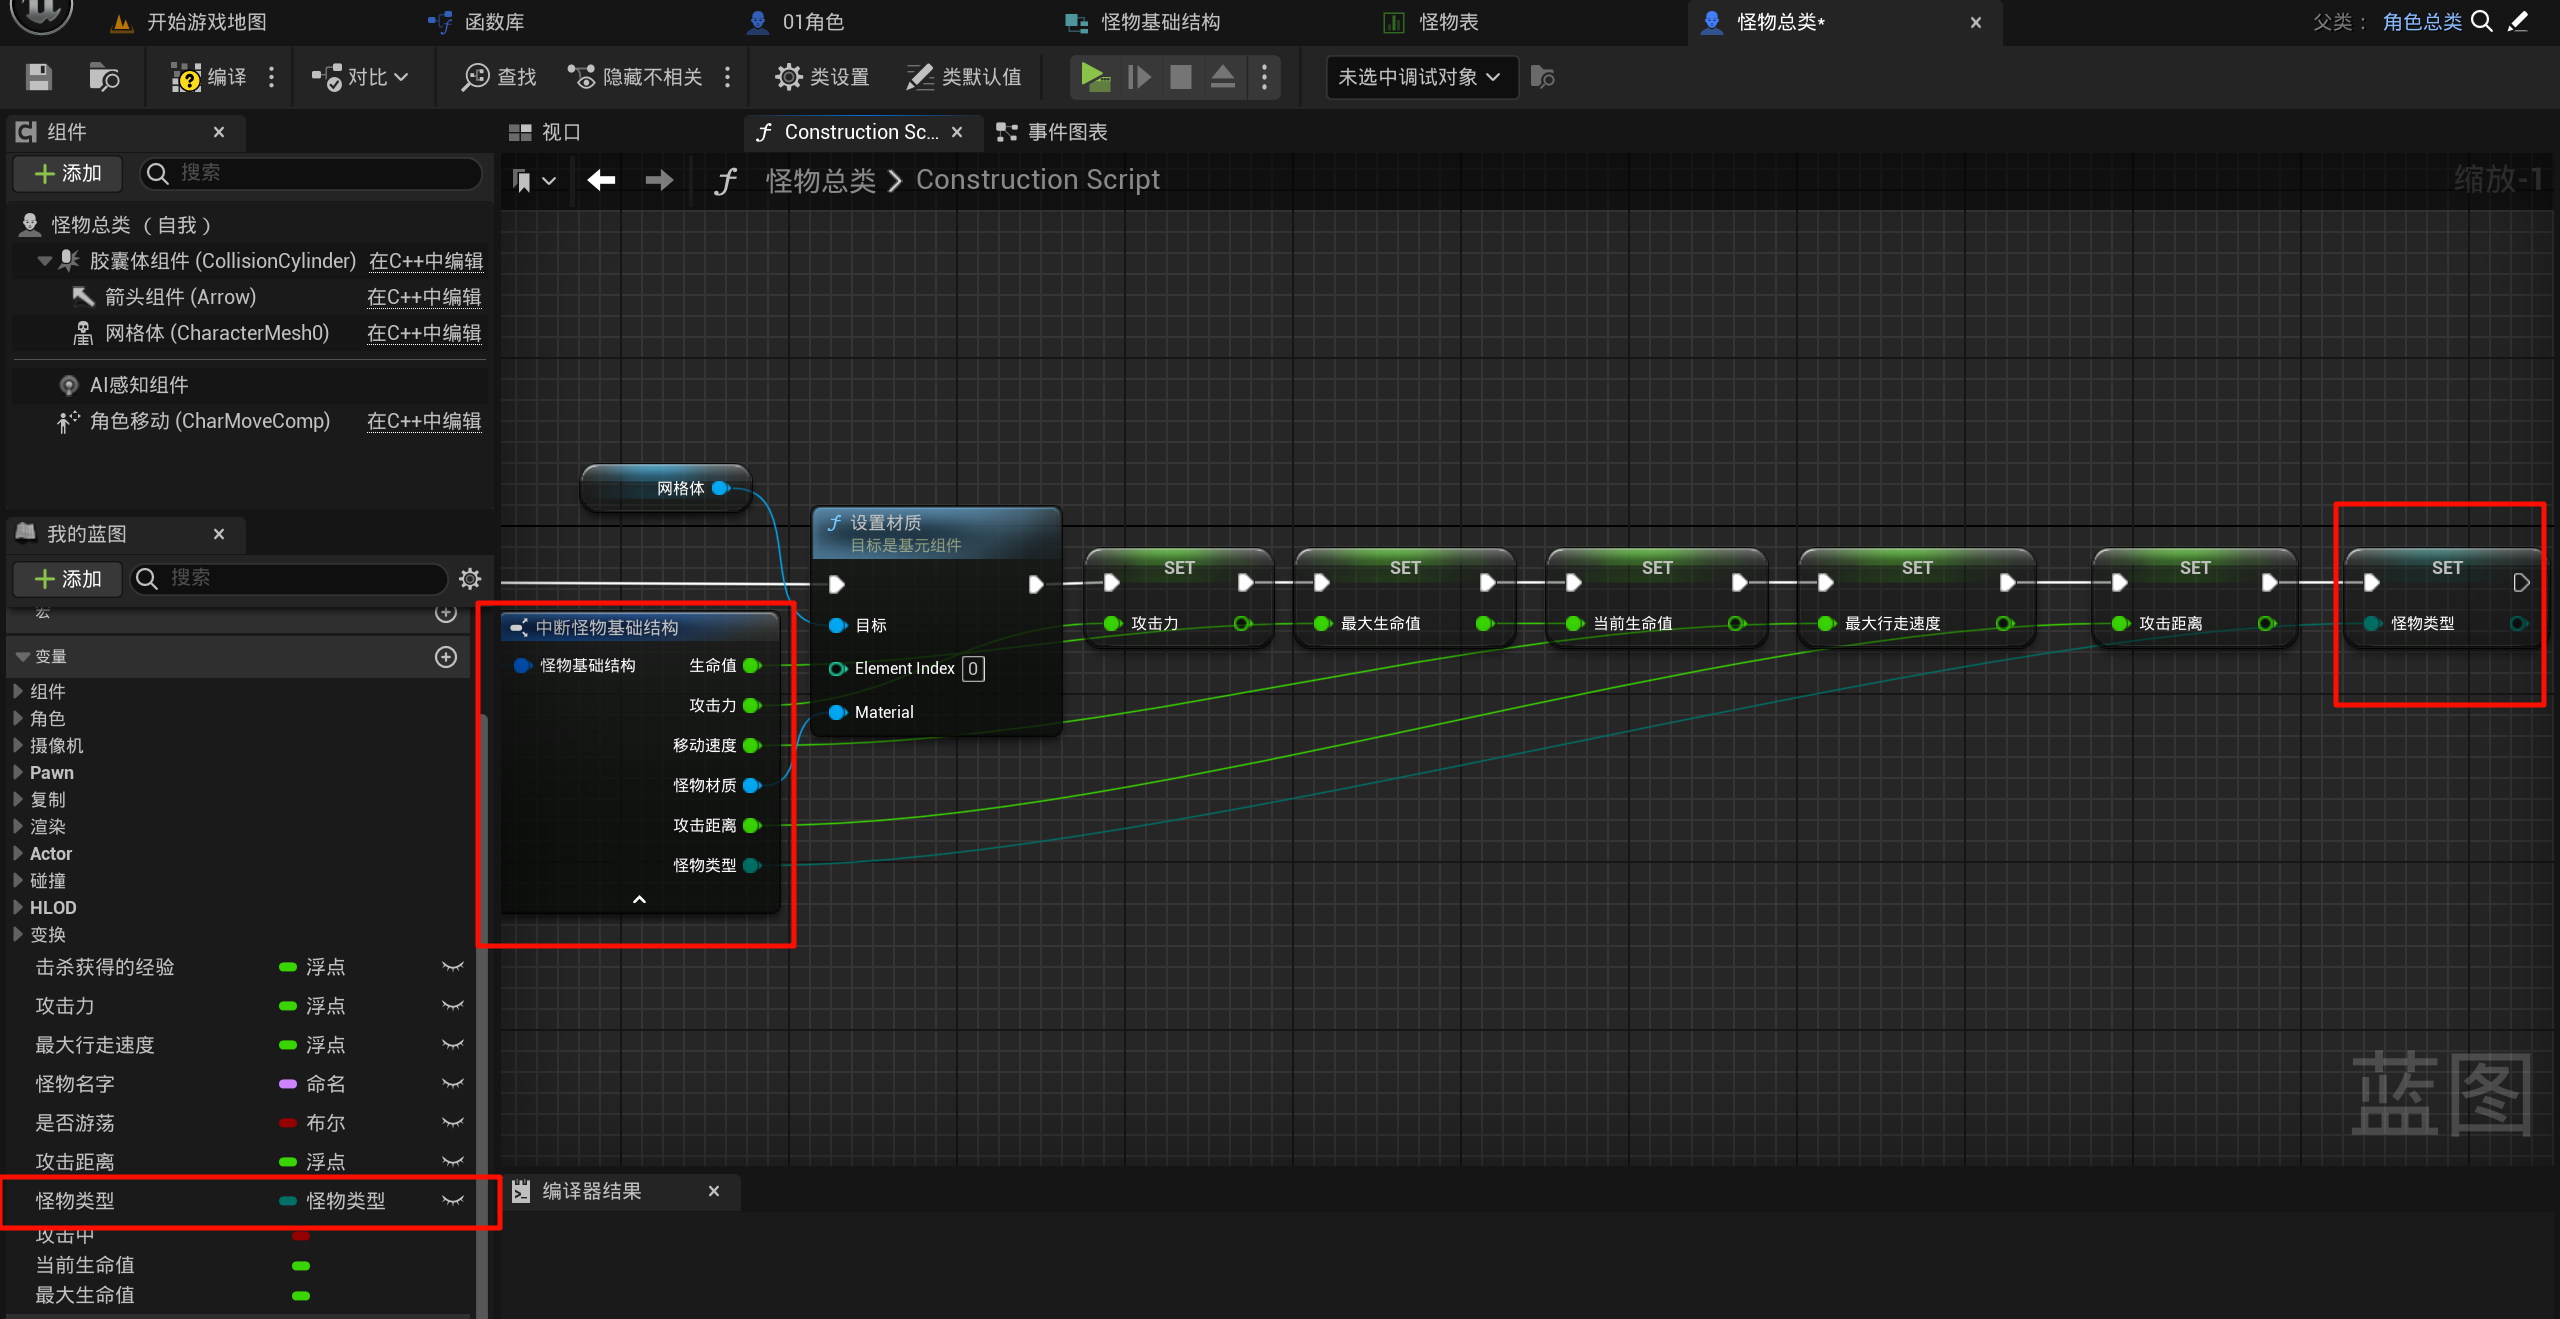 开始游戏地图
函数库
01角色
怪物基础结构
怪物表
怪物总类*
父类：
角色总类
编译
对比
查找
隐藏不相关
类设置
类默认值
未选中调试对象
组件
添加
搜索
怪物总类（自我）
胶囊体组件 (CollisionCylinder) 在C++中编辑
箭头组件 (Arrow) 在C++中编辑
网格体 (CharacterMesh0) 在C++中编辑
AI感知组件
角色移动 (CharMoveComp) 在C++中编辑
我的蓝图
添加
搜索
宏
变量
组件
角色
摄像机
Pawn
复制
渲染
Actor
碰撞
HLOD
变换
击杀获得的经验 浮点
攻击力 浮点
最大行走速度 浮点
怪物名字 命名
是否游荡 布尔
攻击距离 浮点
怪物类型 怪物类型
攻击中
当前生命值
最大生命值
视口
Construction Sc...
事件图表
怪物总类 > Construction Script
缩放-1
网格体
设置材质
目标是基元组件
目标
Element Index 0
Material
中断怪物基础结构
怪物基础结构 生命值
攻击力
移动速度
怪物材质
攻击距离
怪物类型
SET
攻击力
SET
最大生命值
SET
当前生命值
SET
最大行走速度
SET
攻击距离
SET
怪物类型
蓝图
编译器结果